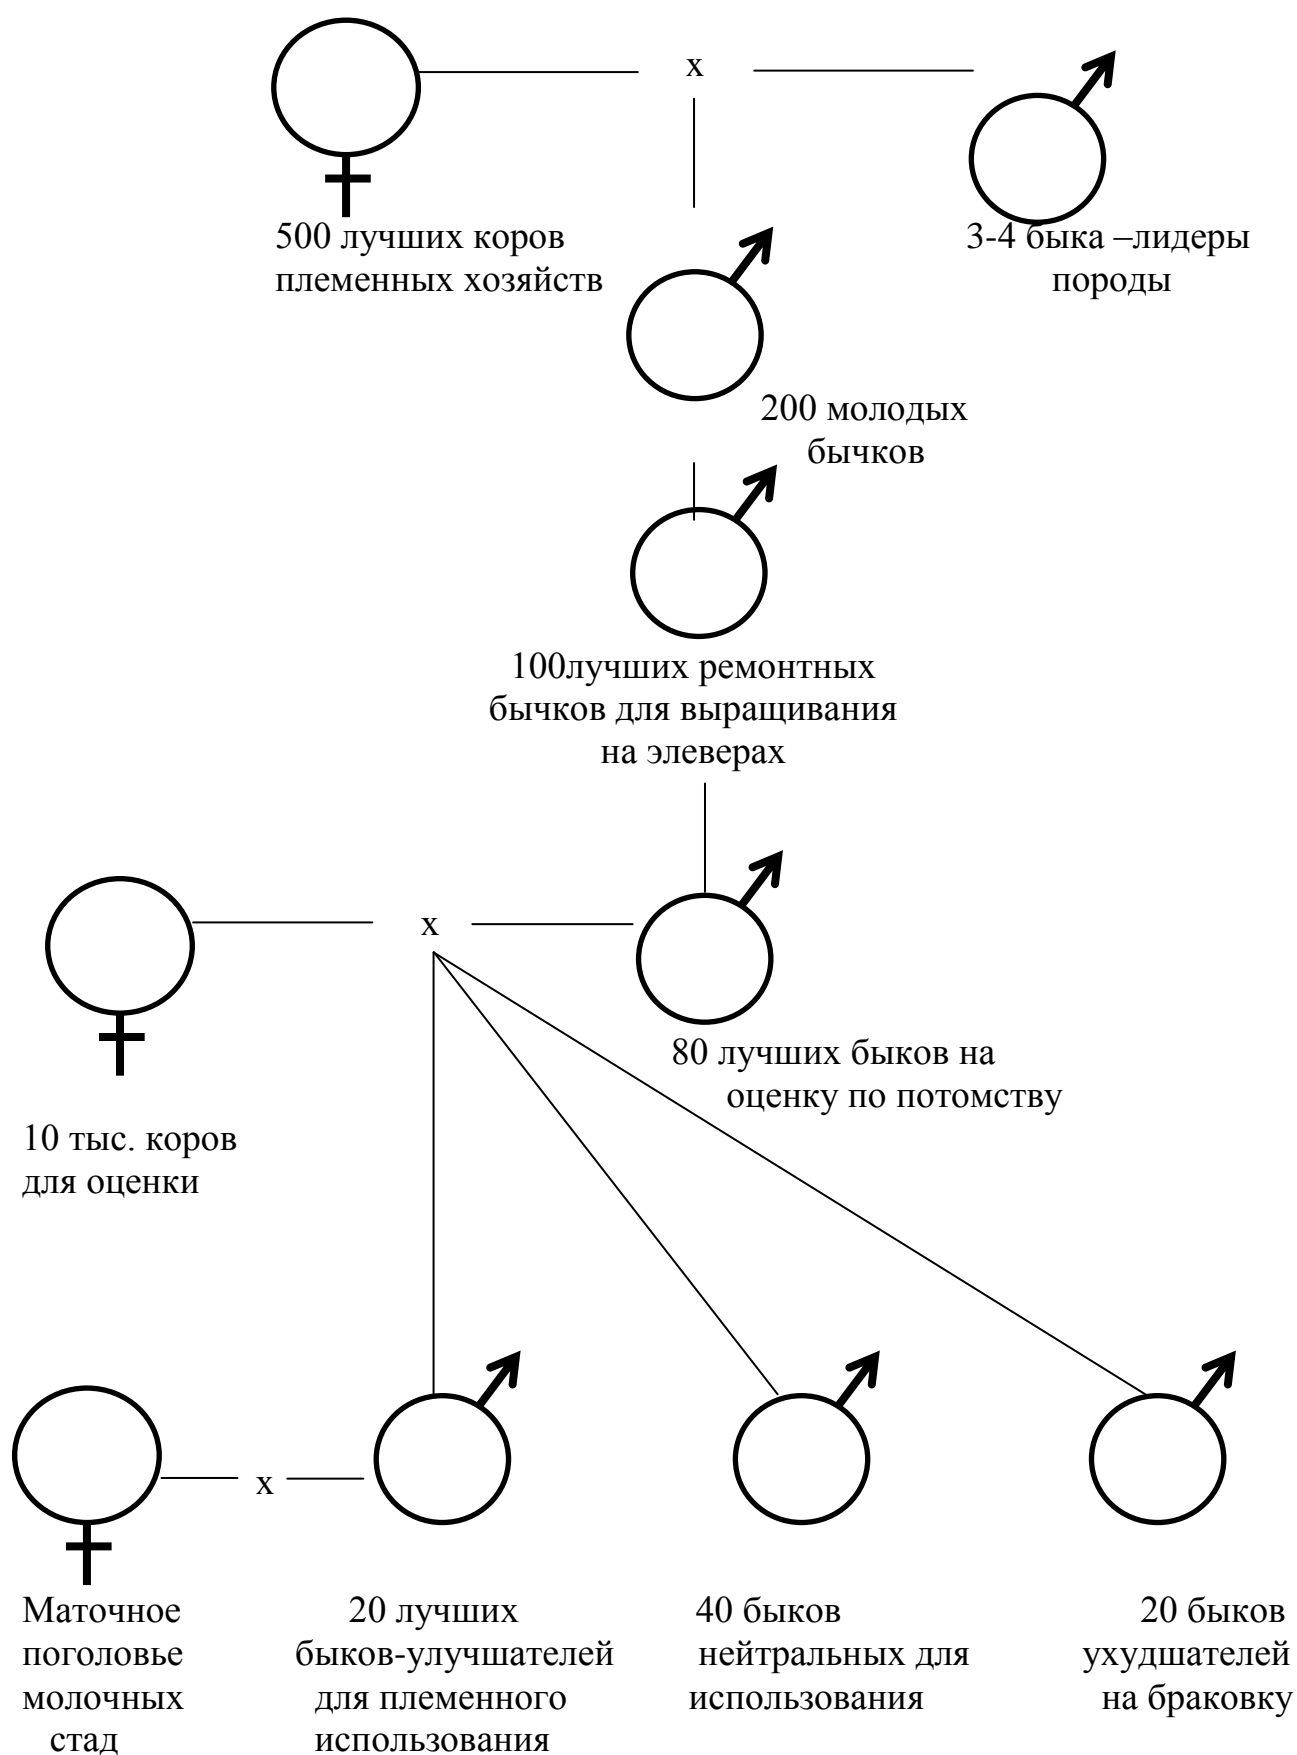 х
500 лучших коров
племенных хозяйств
3-4 быка –лидеры
породы
200 молодых
бычков
100лучших ремонтных
бычков для выращивания
на элеверах
х
80 лучших быков на
оценку по потомству
10 тыс. коров
для оценки
х
Маточное
поголовье
молочных
стад
20 лучших
быков-улучшателей
для племенного
использования
40 быков
нейтральных для
использования
20 быков
ухудшателей
на браковку